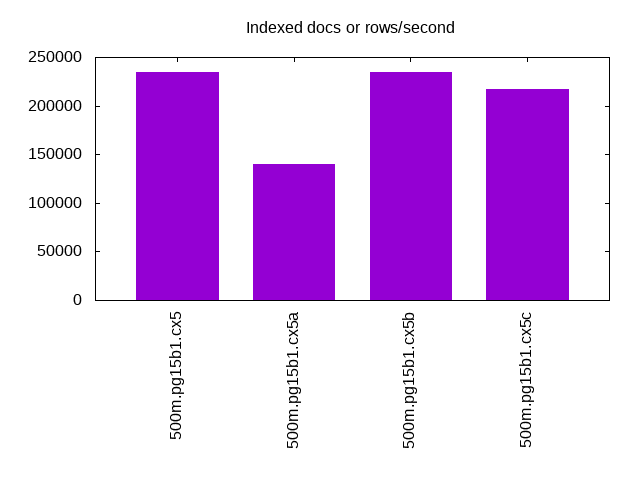 Indexed docs or rows/second
250000
200000
150000
100000
50000
0
500m.pg15b1.cx5
500m.pg15b1.cx5a
500m.pg15b1.cx5b
500m.pg15b1.cx5c